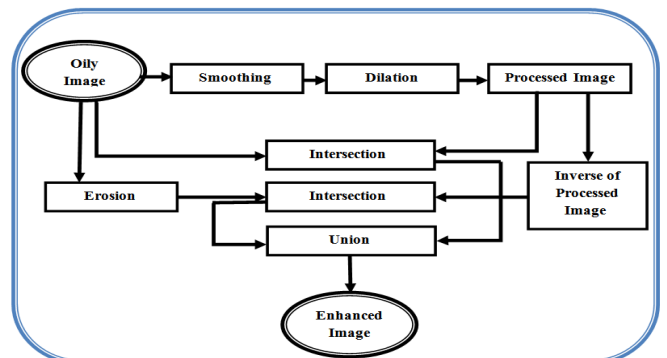 Oily
Image
Smoothing
Dilation
Processed Image
Intersection
Erosion
Intersection
Inverse of
Processed
Image
Union
Enhanced
Image